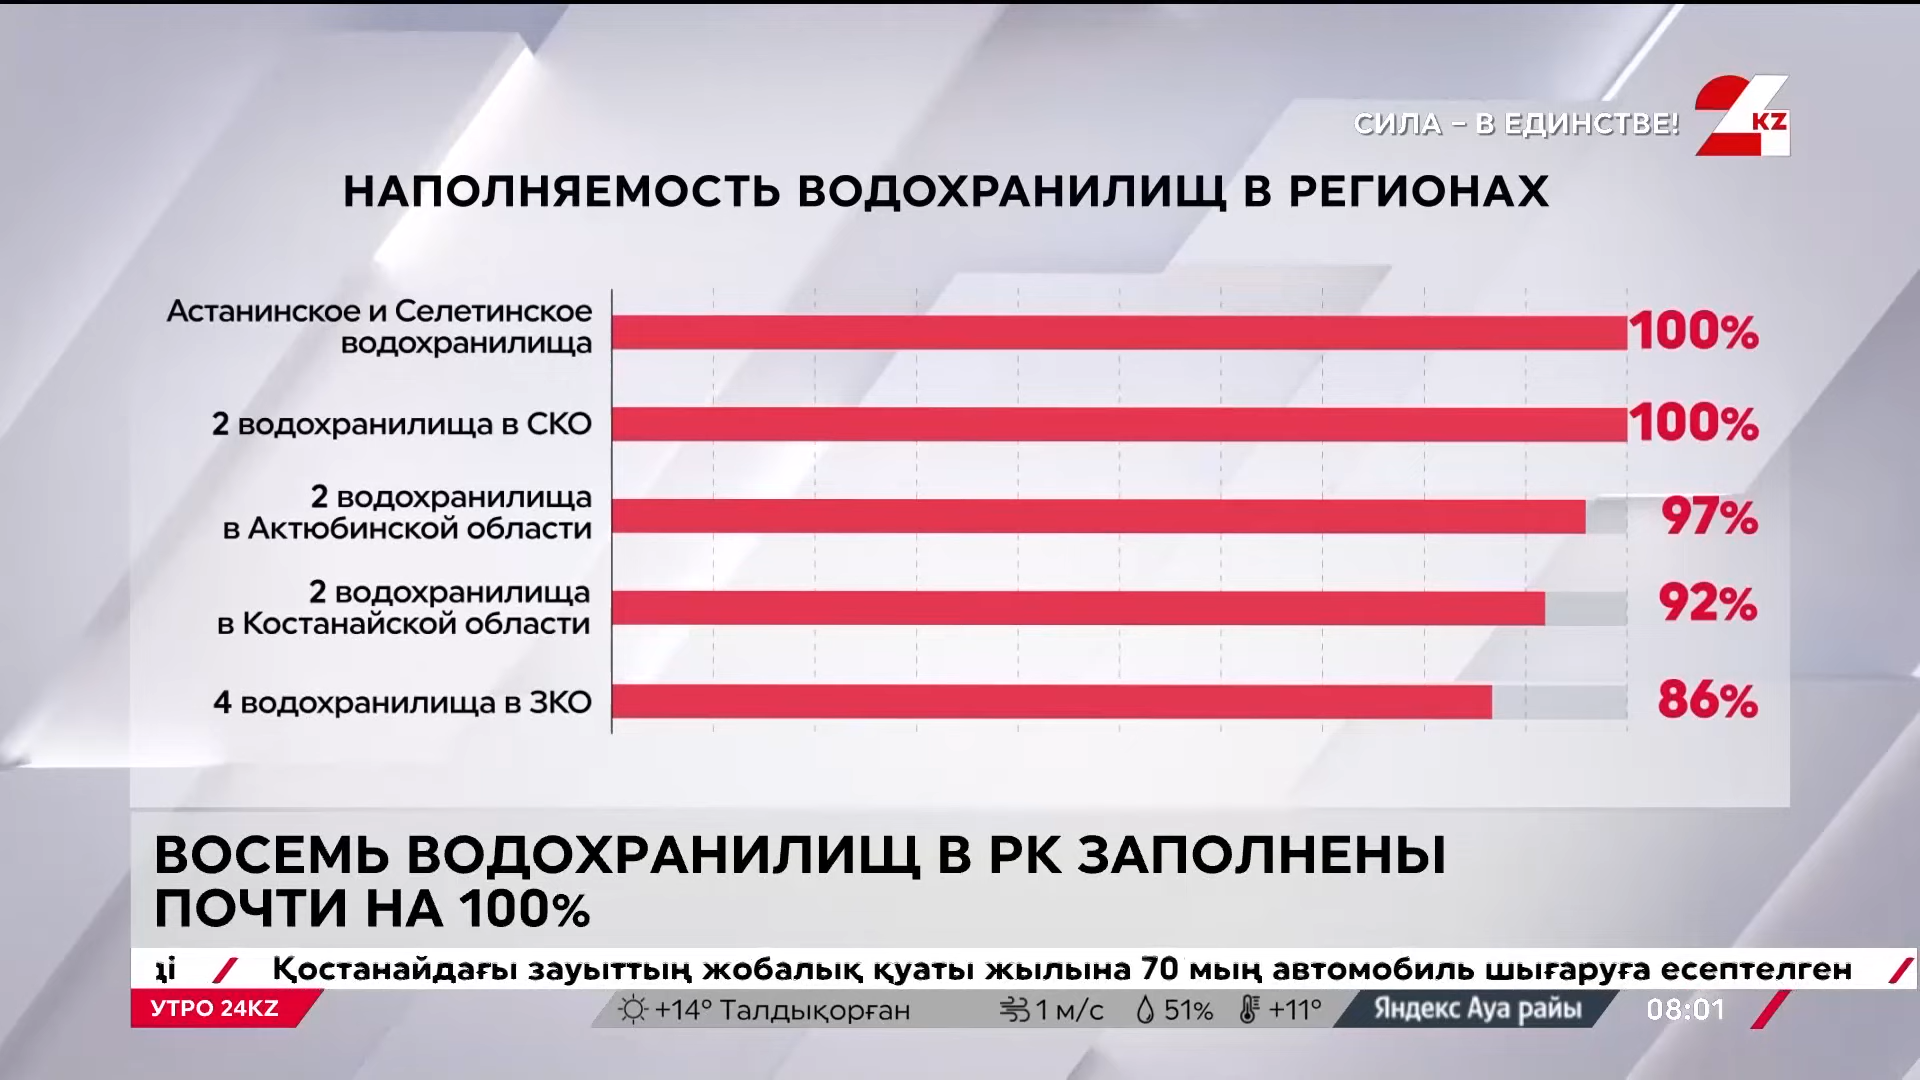 СИЛА – В ЕДИНСТВЕ!
24 KZ
НАПОЛНЯЕМОСТЬ ВОДОХРАНИЛИЩ В РЕГИОНАХ
Астанинское и Селетинское
водохранилища
100%
2 водохранилища в СКО
100%
2 водохранилища
в Актюбинской области
97%
2 водохранилища
в Костанайской области
92%
4 водохранилища в ЗКО
86%
ВОСЕМЬ ВОДОХРАНИЛИЩ В РК ЗАПОЛНЕНЫ
ПОЧТИ НА 100%
ді / Қостанайдағы зауыттың жобалық қуаты жылына 70 мың автомобиль шығаруға есептелген /
УТРО 24KZ
+14° Талдықорған 1 м/с 51% +11° Яндекс Ауа райы 08:01